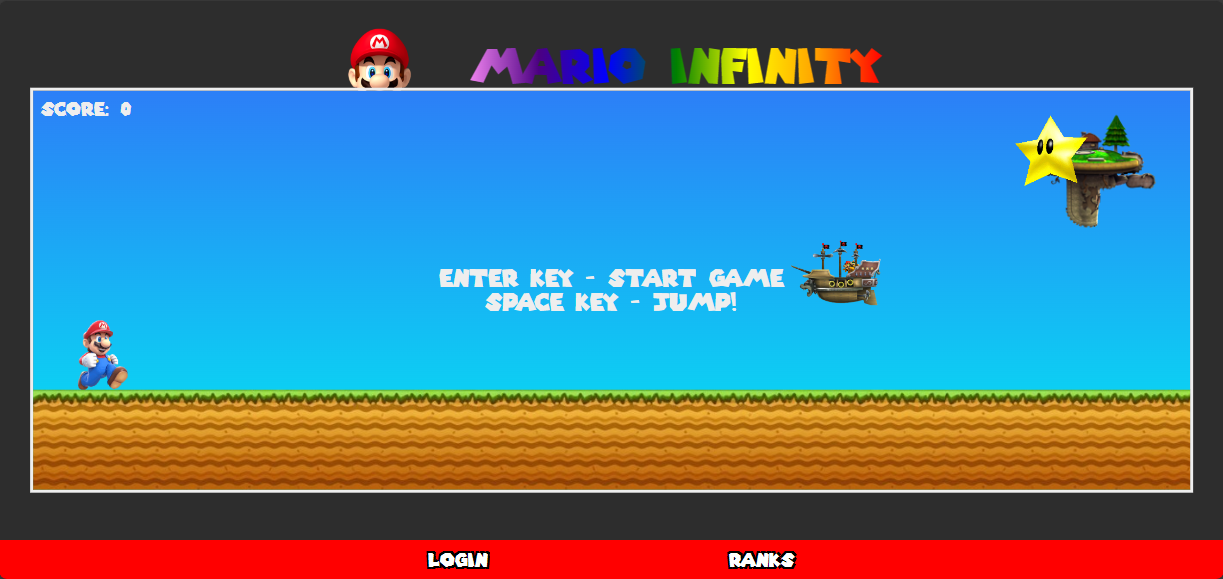 MARIO INFINITY
SCORE: 0
ENTER KEY - START GAME
SPACE KEY - JUMP!
LOGIN
RANKS